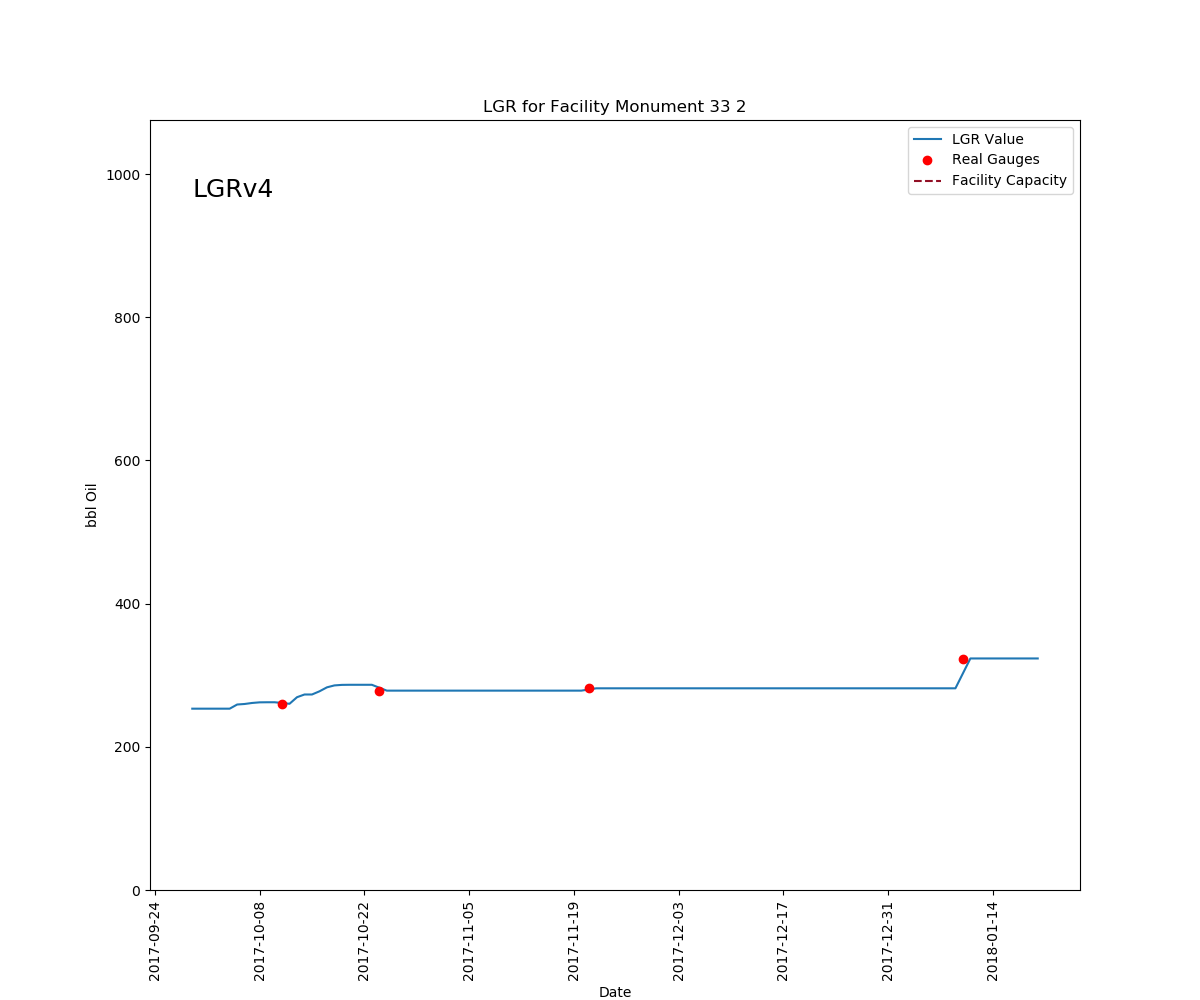 LGR for Facility Monument 33 2
LGRv4
LGR Value
Real Gauges
Facility Capacity
1000
800
600
400
200
0
bbl Oil
2017-09-24
2017-10-08
2017-10-22
2017-11-05
2017-11-19
2017-12-03
2017-12-17
2017-12-31
2018-01-14
Date